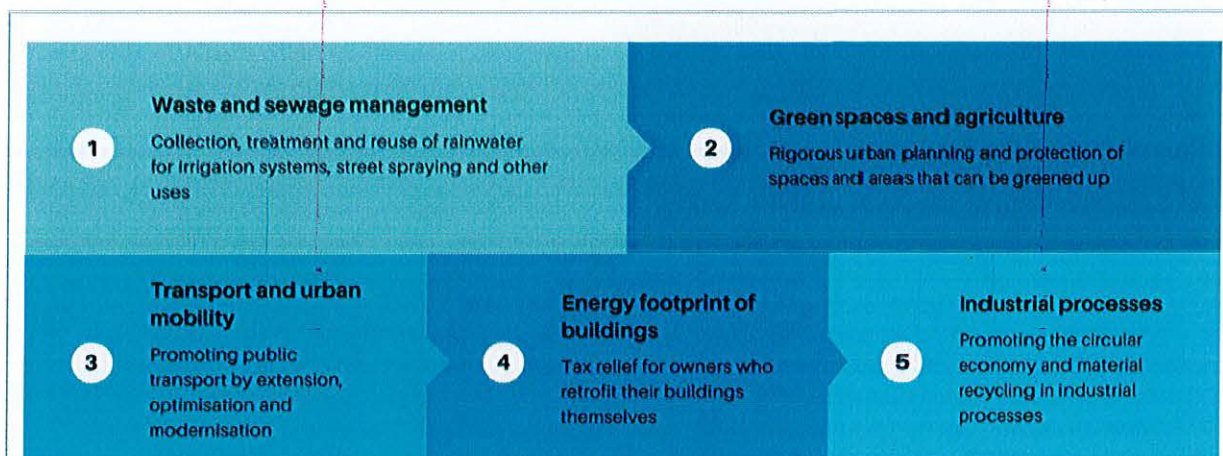 1
Waste and sewage management
Collection, treatment and reuse of rainwater
for irrigation systems, street spraying and other
uses
2
Green spaces and agriculture
Rigorous urban planning and protection of
spaces and areas that can be greened up
3
Transport and urban
mobility
Promoting public
transport by extension,
optimisation and
modernisation
4
Energy footprint of
buildings
Tax relief for owners who
retrofit their buildings
themselves
5
Industrial processes
Promoting the circular
economy and material
recycling in industrial
processes